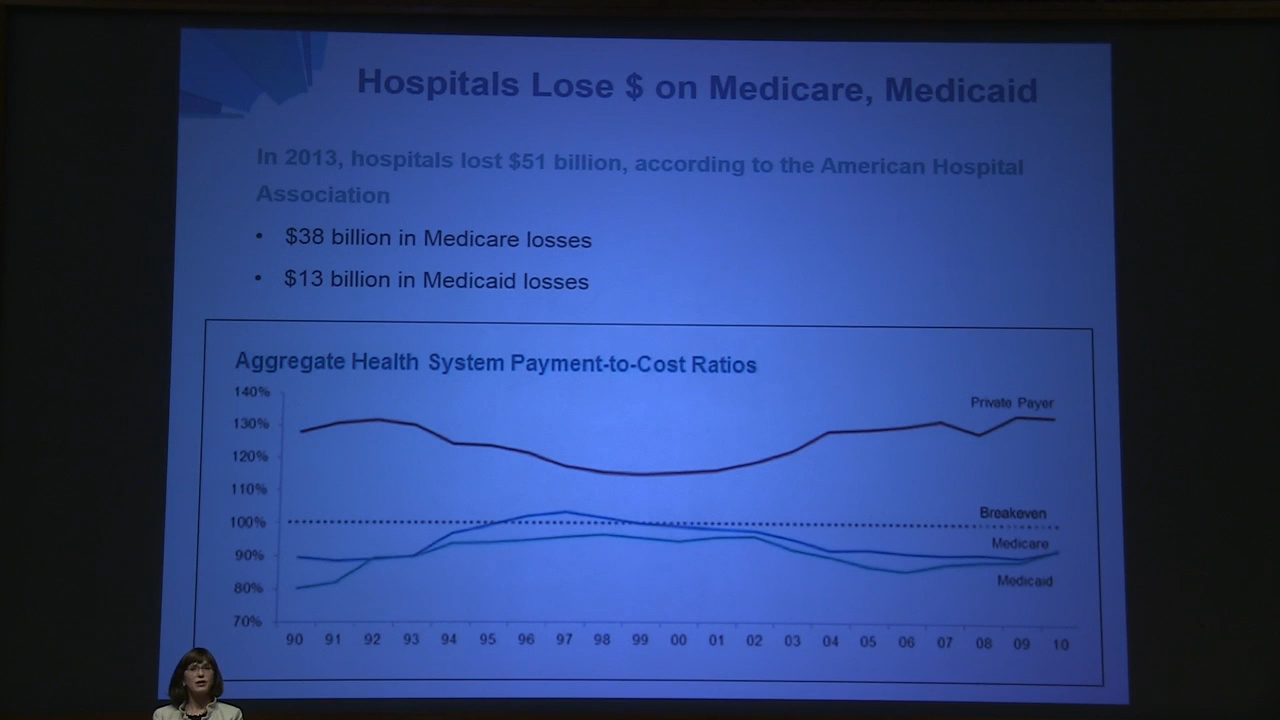 Hospitals Lose $ on Medicare, Medicaid
In 2013, hospitals lost $51 billion, according to the American Hospital
Association
• $38 billion in Medicare losses
• $13 billion in Medicaid losses
Aggregate Health System Payment-to-Cost Ratios
140%
Private Payer
130%
120%
110%
100%
Breakeven
Medicare
90%
Medicaid
80%
70%
90 91 92 93 94 95 96 97 98 99 00 01 02 03 04 05 06 07 08 09 10